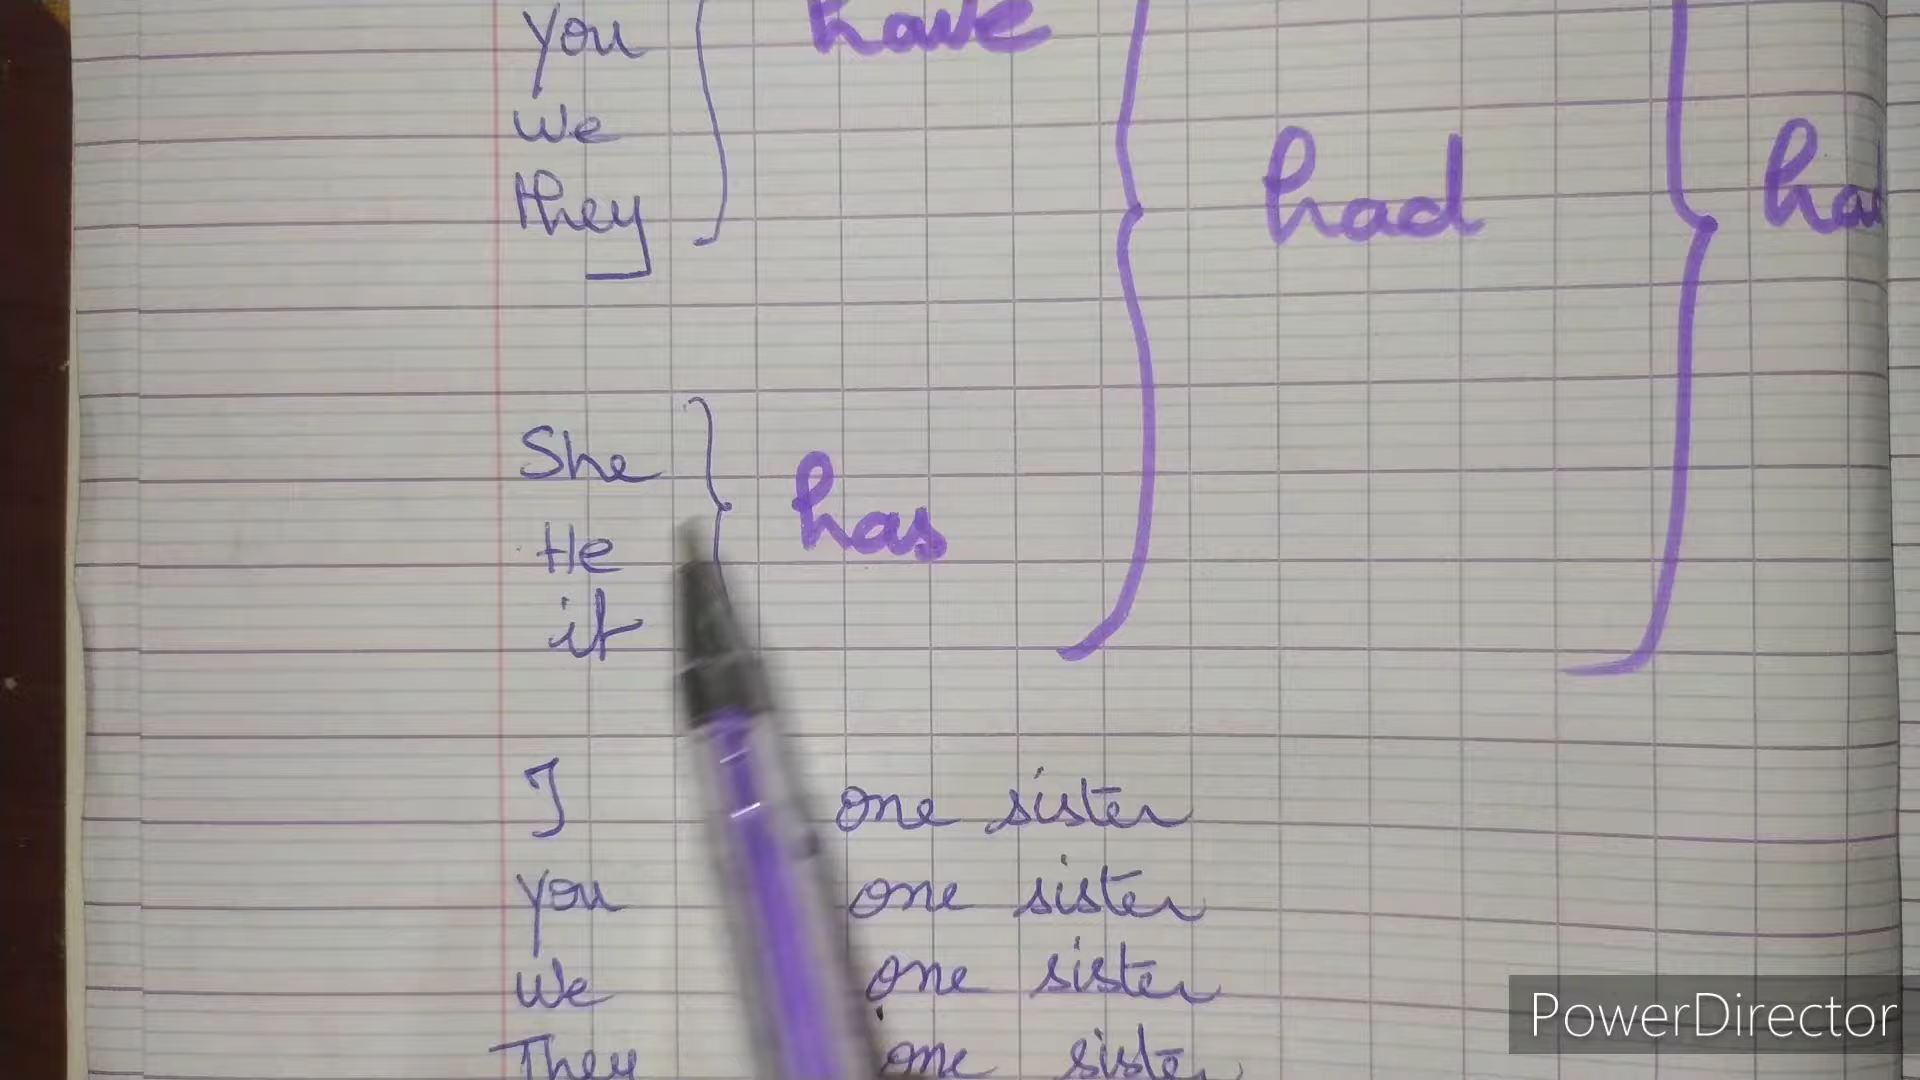 you have
we
they had
She
He has
it
I one sister
you one sister
we one sister
They one sister
PowerDirector